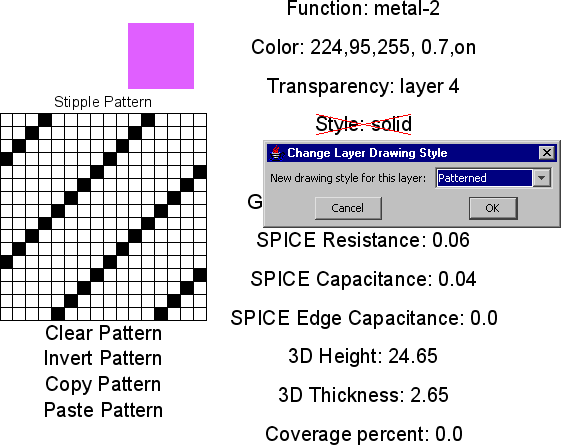 Function: metal-2
Color: 224,95,255, 0.7,on
Transparency: layer 4
Stipple Pattern
Style: solid
Change Layer Drawing Style
New drawing style for this layer: Patterned
Cancel OK
G
SPICE Resistance: 0.06
SPICE Capacitance: 0.04
SPICE Edge Capacitance: 0.0
3D Height: 24.65
3D Thickness: 2.65
Coverage percent: 0.0
Clear Pattern
Invert Pattern
Copy Pattern
Paste Pattern